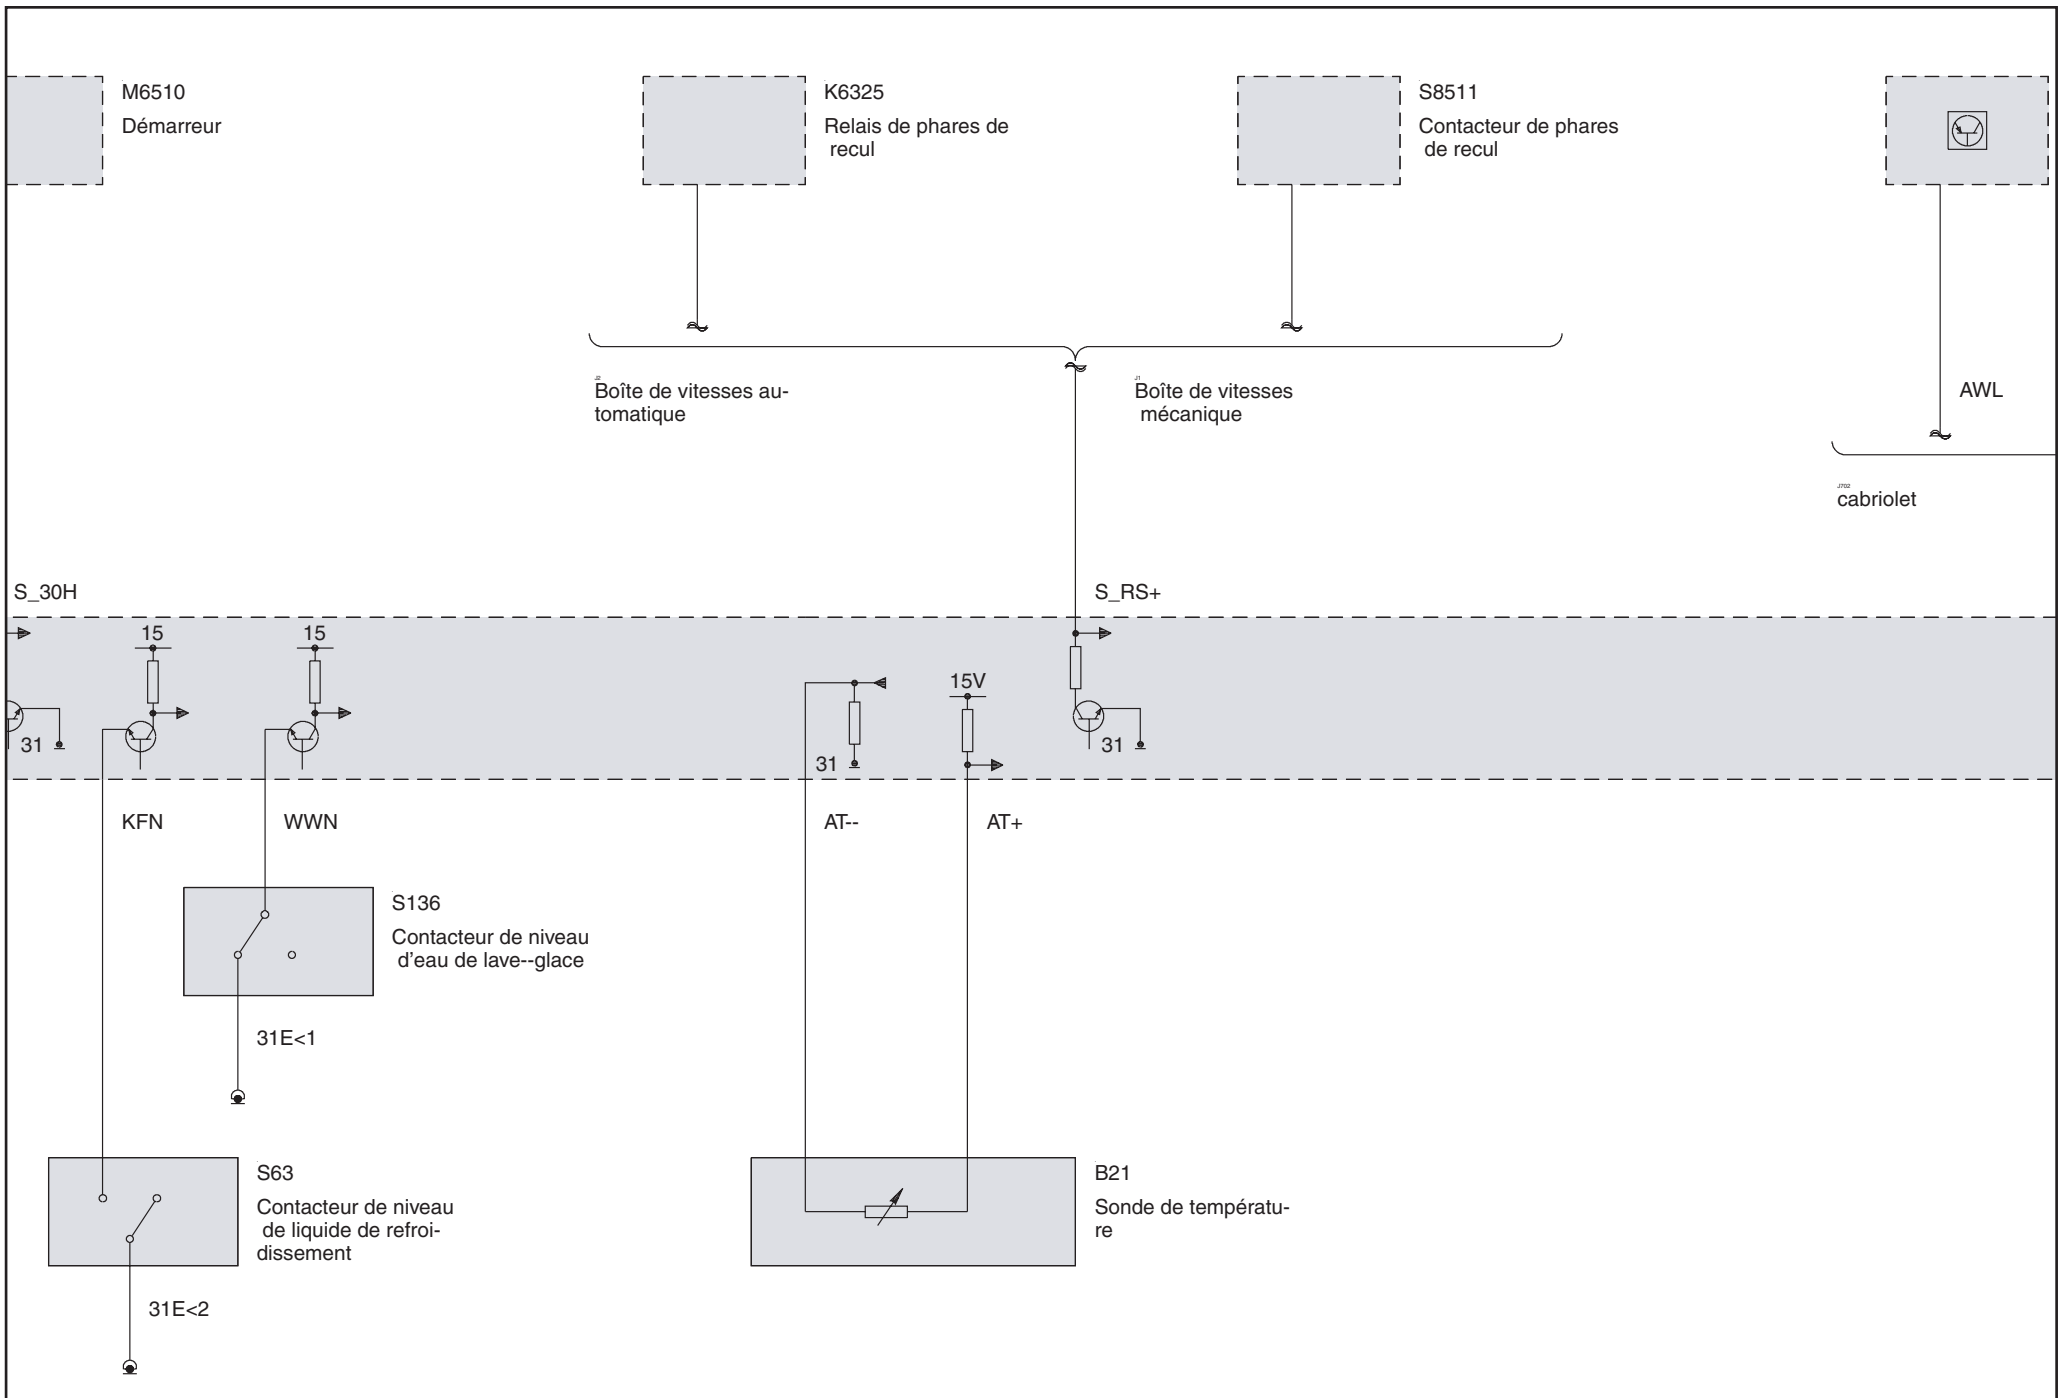 M6510
Démarreur
K6325
Relais de phares de
recul
S8511
Contacteur de phares
de recul
J2
Boîte de vitesses au-
tomatique
J1
Boîte de vitesses
mécanique
AWL
J702
cabriolet
S_30H
S_RS+
15
15
15V
31
31
31
KFN
WWN
AT--
AT+
S136
Contacteur de niveau
d'eau de lave--glace
31E<1
S63
Contacteur de niveau
de liquide de refroi-
dissement
B21
Sonde de températu-
re
31E<2